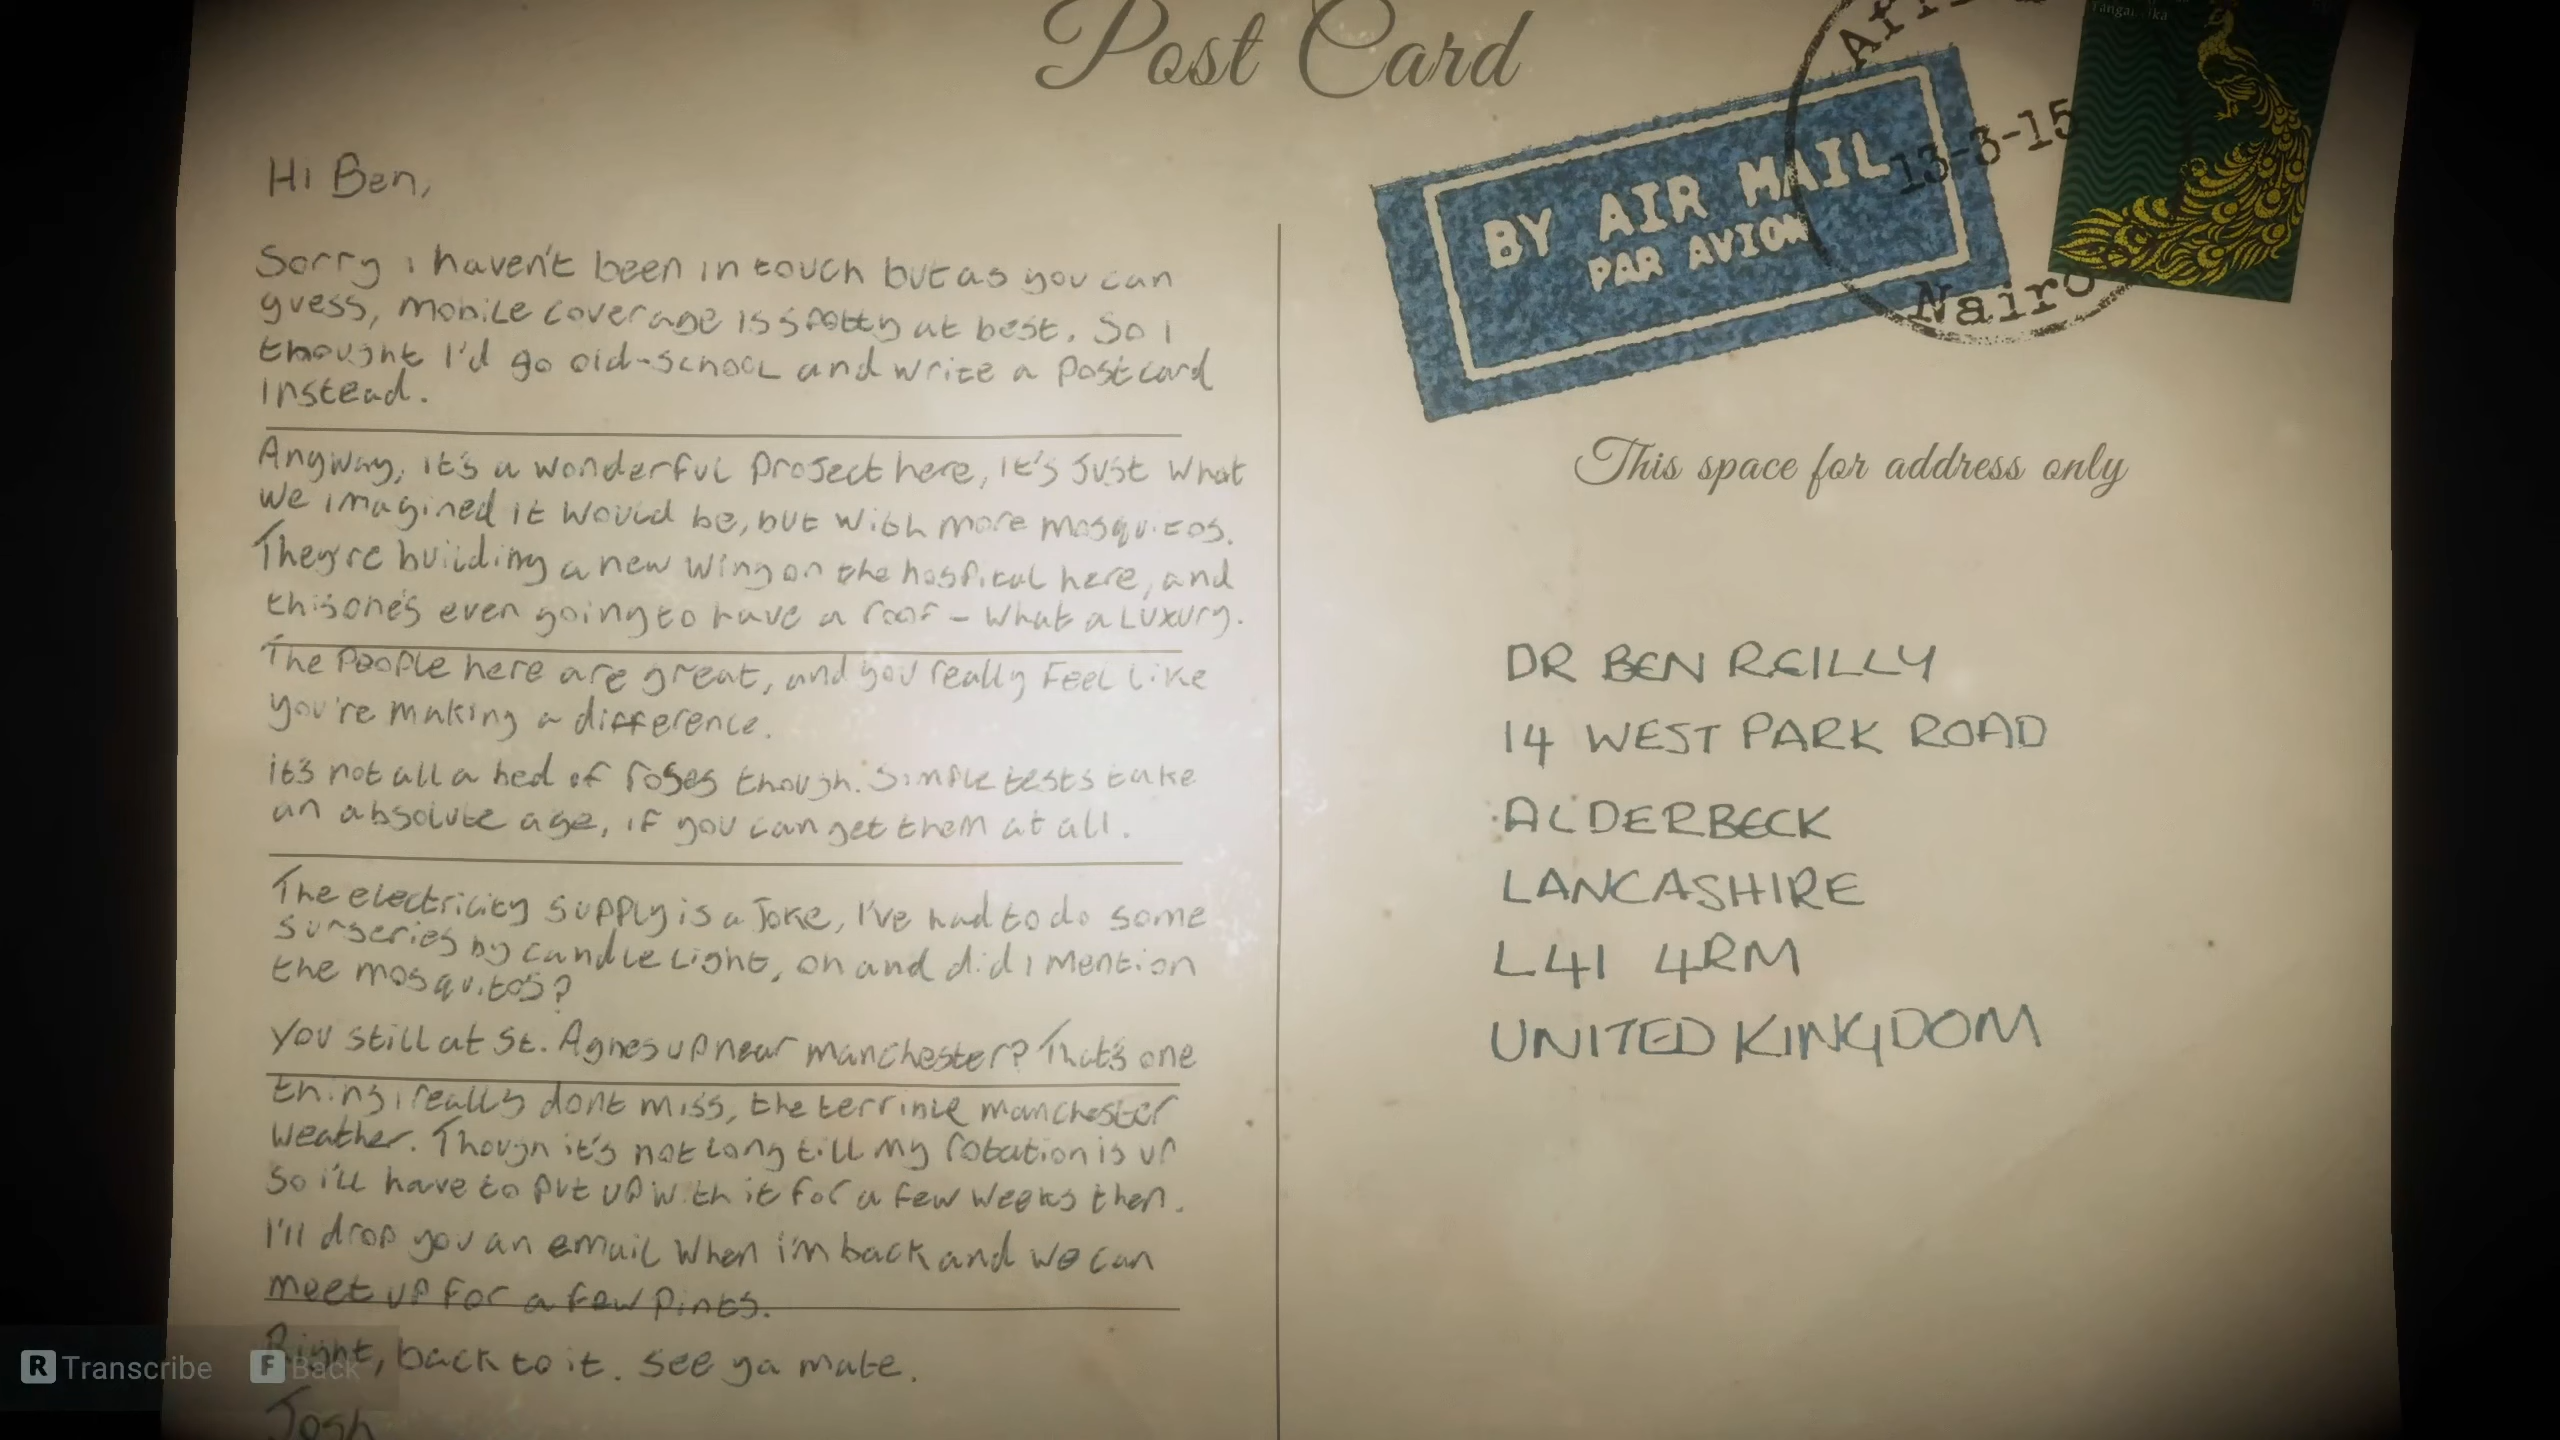 Post Card
Hi Ben,
Sorry i haven't been in touch but as you can
guess, mobile coverage is spotty at best. So i
thought I'd go old-school and write a postcard
instead.
Anyway, it's a wonderful project here, it's just what
we imagined it would be, but with more mosquitos.
They're building a new wing on the hospital here, and
this one's even going to have a roof - what a luxury.
The people here are great, and you really feel like
you're making a difference.
it's not all a bed of roses though. Simple tests take
an absolute age, if you can get them at all.
The electricity supply is a joke, I've had to do some
surgeries by candle light, oh and did i mention
the mosquitos?
You still at St. Agnes up near manchester? That's one
thing i really dont miss, the terrible manchester
weather. Though it's not long till my rotation is up
so i'll have to put up with it for a few weeks then.
I'll drop you an email when i'm back and we can
meet up for a few pints.
Right, back to it. see ya mate.
Josh
BY AIR MAIL
PAR AVION
13-3-15
Nairo
This space for address only
DR BEN REILLY
14 WEST PARK ROAD
ALDERBECK
LANCASHIRE
L41 4RM
UNITED KINGDOM
R Transcribe F Back